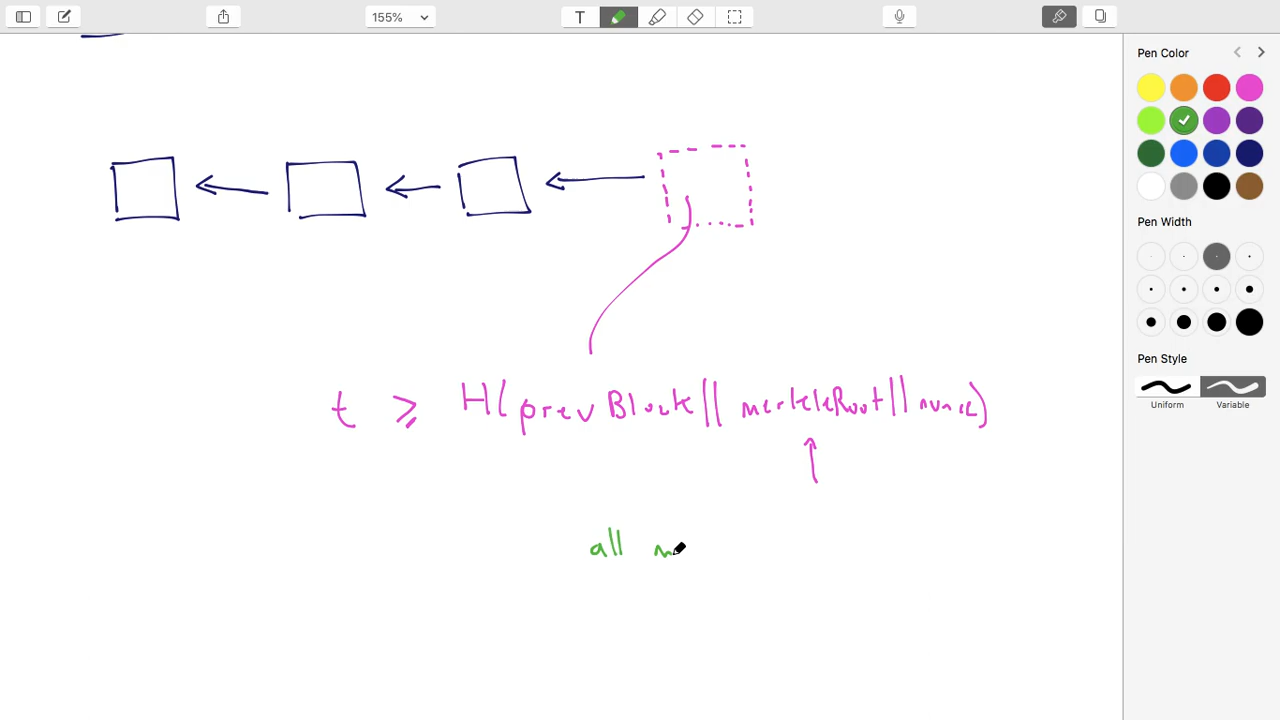 155%
T
Pen Color
t ⩾ H(prevBlock|| merkleRoot|| nonce)
all
Pen Width
Pen Style
Uniform Variable